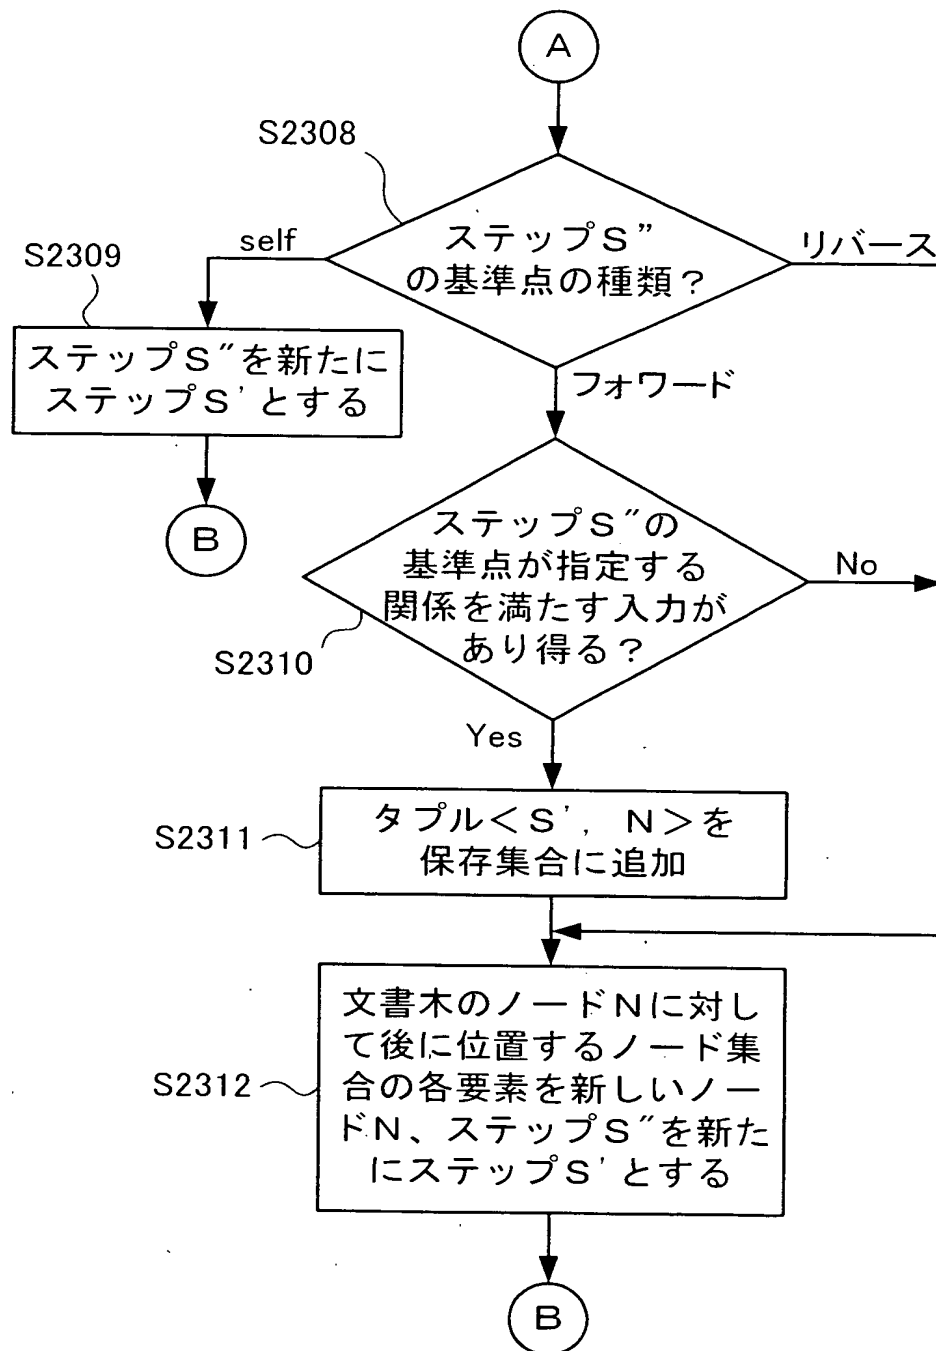 A
S2308
ステップS”
の基準点の種類？
self
リバース
S2309
ステップS″を新たに
ステップS’とする
フォワード
B
ステップS″の
基準点が指定する
関係を満たす入力が
あり得る？
No
S2310
Yes
S2311
タプル＜S’，N＞を
保存集合に追加
文書木のノードNに対し
て後に位置するノード集
合の各要素を新しいノー
ドN、ステップS″を新た
にステップS’とする
S2312
B